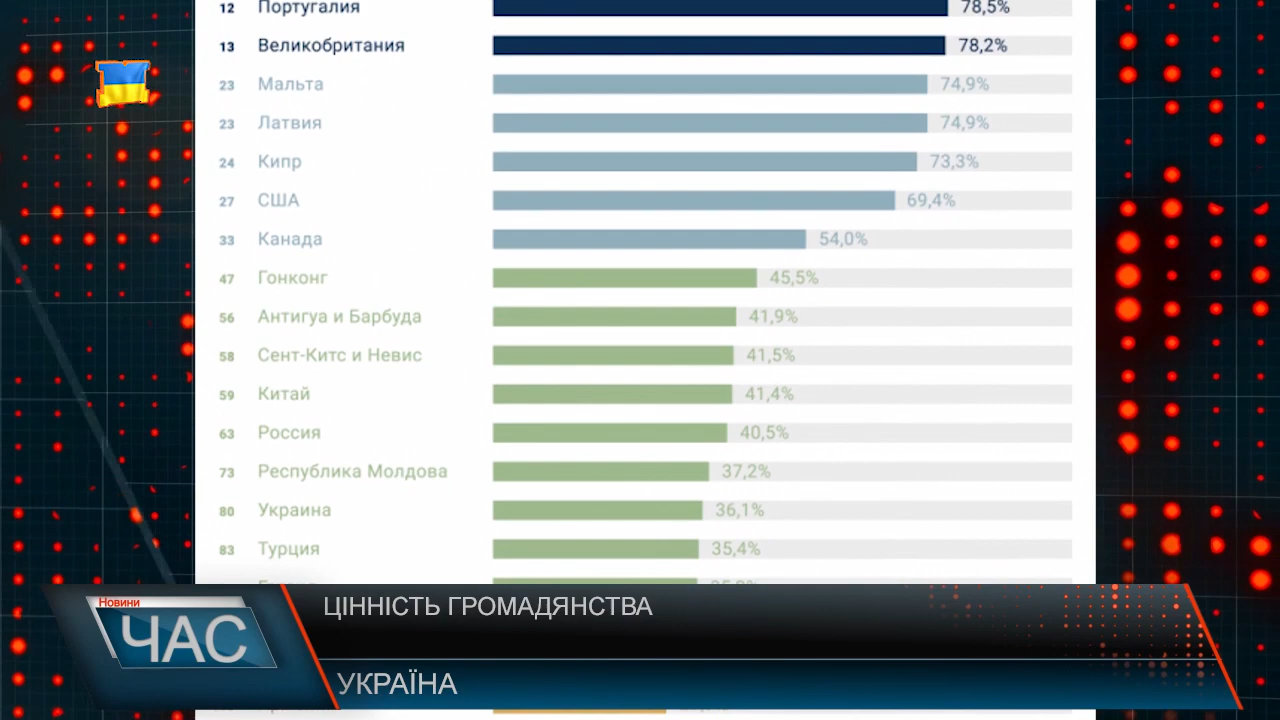 12 Португалия 78,5%
13 Великобритания 78,2%
23 Мальта 74,9%
23 Латвия 74,9%
24 Кипр 73,3%
27 США 69,4%
33 Канада 54,0%
47 Гонконг 45,5%
56 Антигуа и Барбуда 41,9%
58 Сент-Китс и Невис 41,5%
59 Китай 41,4%
63 Россия 40,5%
73 Республика Молдова 37,2%
80 Украина 36,1%
83 Турция 35,4%
Новини
ЧАС
ЦІННІСТЬ ГРОМАДЯНСТВА
УКРАЇНА